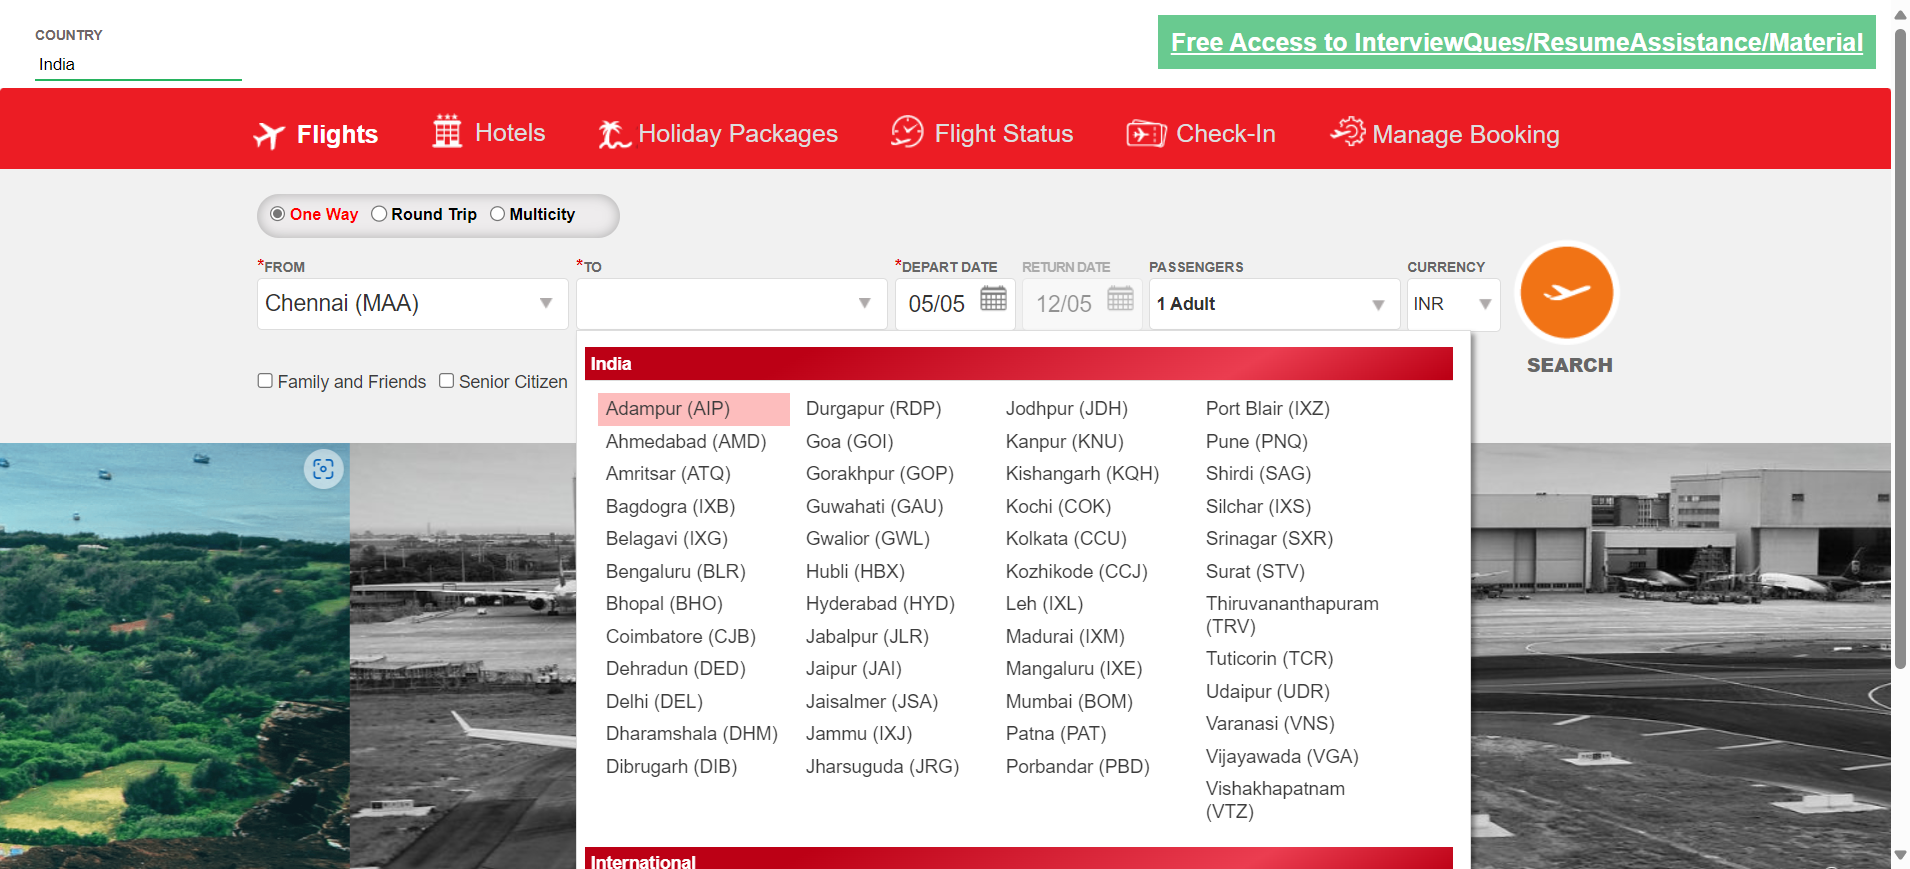 COUNTRY
India
Free Access to InterviewQues/ResumeAssistance/Material
Flights
Hotels
Holiday Packages
Flight Status
Check-In
Manage Booking
One Way
Round Trip
Multicity
*FROM
*TO
*DEPART DATE
RETURN DATE
PASSENGERS
CURRENCY
Chennai (MAA)
05/05
12/05
1 Adult
INR
SEARCH
Family and Friends
Senior Citizen
India
Adampur (AIP)
Ahmedabad (AMD)
Amritsar (ATQ)
Bagdogra (IXB)
Belagavi (IXG)
Bengaluru (BLR)
Bhopal (BHO)
Coimbatore (CJB)
Dehradun (DED)
Delhi (DEL)
Dharamshala (DHM)
Dibrugarh (DIB)
Durgapur (RDP)
Goa (GOI)
Gorakhpur (GOP)
Guwahati (GAU)
Gwalior (GWL)
Hubli (HBX)
Hyderabad (HYD)
Jabalpur (JLR)
Jaipur (JAI)
Jaisalmer (JSA)
Jammu (IXJ)
Jharsuguda (JRG)
Jodhpur (JDH)
Kanpur (KNU)
Kishangarh (KQH)
Kochi (COK)
Kolkata (CCU)
Kozhikode (CCJ)
Leh (IXL)
Madurai (IXM)
Mangaluru (IXE)
Mumbai (BOM)
Patna (PAT)
Porbandar (PBD)
Port Blair (IXZ)
Pune (PNQ)
Shirdi (SAG)
Silchar (IXS)
Srinagar (SXR)
Surat (STV)
Thiruvananthapuram
(TRV)
Tuticorin (TCR)
Udaipur (UDR)
Varanasi (VNS)
Vijayawada (VGA)
Vishakhapatnam
(VTZ)
International